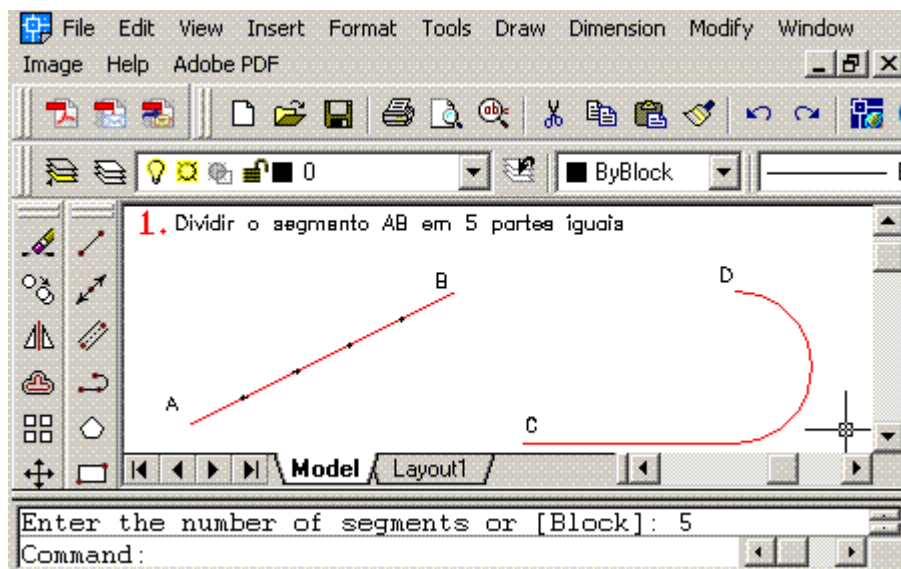 File Edit View Insert Format Tools Draw Dimension Modify Window
Image Help Adobe PDF
0 ByBlock
1. Dividir o segmento AB em 5 partes iguais
B D
A C
Model Layout1
Enter the number of segments or [Block]: 5
Command: